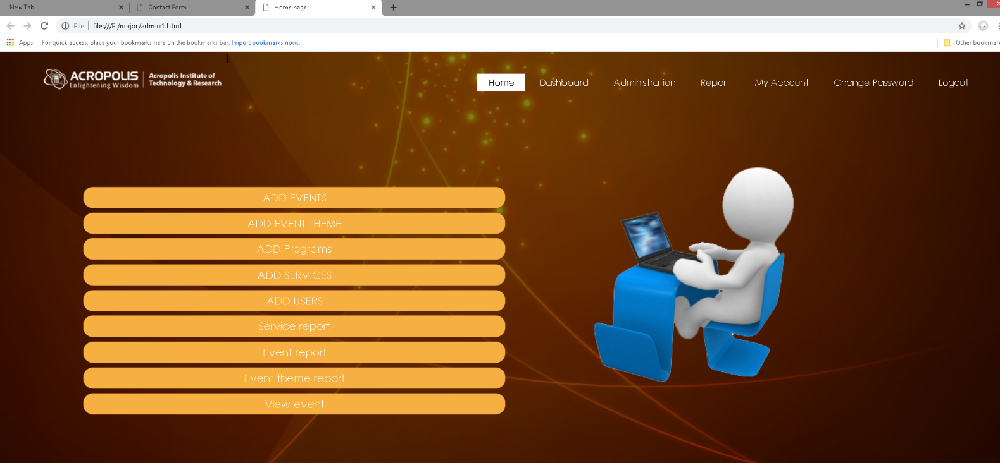 New Tab
Contact Form
Home page
File
file:///F:/major/admin1.html
Apps
For quick access, place your bookmarks here on the bookmarks bar. Import bookmarks now...
Other bookmark
]
ACROPOLIS
Enlightening Wisdom
Acropolis Institute of
Technology & Research
Home Dashboard Administration Report My Account Change Password Logout
ADD EVENTS
ADD EVENT THEME
ADD Programs
ADD SERVICES
ADD USERS
Service report
Event report
Event theme report
View event